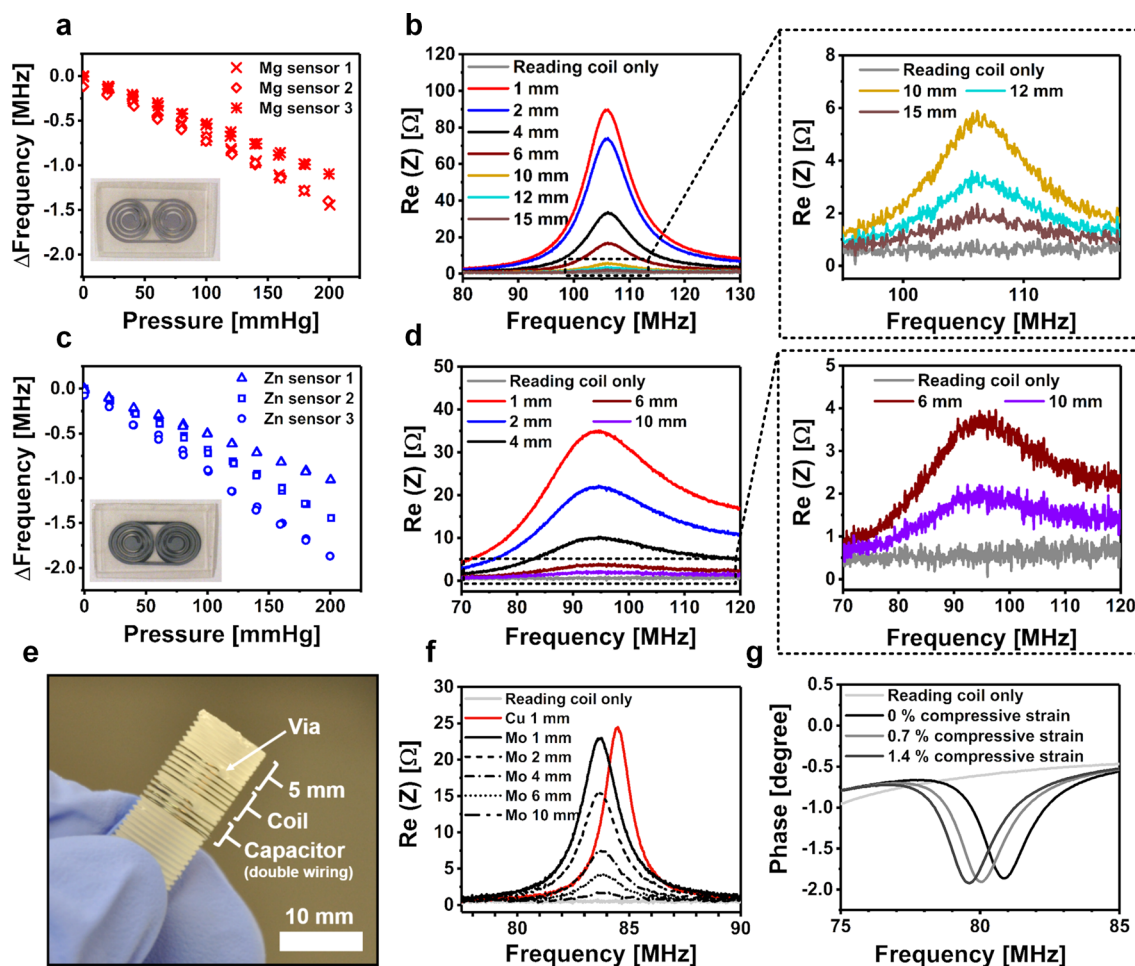 a
ΔFrequency [MHz]
0.0
-0.5
-1.0
-1.5
-2.0
Mg sensor 1
Mg sensor 2
Mg sensor 3
0 50 100 150 200
Pressure [mmHg]
b
Re (Z) [Ω]
120
100
80
60
40
20
0
Reading coil only
1 mm
2 mm
4 mm
6 mm
10 mm
12 mm
15 mm
80 90 100 110 120 130
Frequency [MHz]
Re (Z) [Ω]
8
6
4
2
0
Reading coil only
10 mm 12 mm
15 mm
100 110
Frequency [MHz]
c
ΔFrequency [MHz]
0.0
-0.5
-1.0
-1.5
-2.0
Zn sensor 1
Zn sensor 2
Zn sensor 3
0 50 100 150 200
Pressure [mmHg]
d
Re (Z) [Ω]
50
40
30
20
10
0
Reading coil only
1 mm 6 mm
2 mm 10 mm
4 mm
70 80 90 100 110 120
Frequency [MHz]
Re (Z) [Ω]
5
4
3
2
1
0
Reading coil only
6 mm 10 mm
70 80 90 100 110 120
Frequency [MHz]
e
Via
5 mm
Coil
Capacitor
(double wiring)
10 mm
f
Re (Z) [Ω]
30
25
20
15
10
5
0
Reading coil only
Cu 1 mm
Mo 1 mm
Mo 2 mm
Mo 4 mm
Mo 6 mm
Mo 10 mm
80 85 90
Frequency [MHz]
g
Phase [degree]
0.5
0.0
-0.5
-1.0
-1.5
-2.0
Reading coil only
0 % compressive strain
0.7 % compressive strain
1.4 % compressive strain
75 80 85
Frequency [MHz]